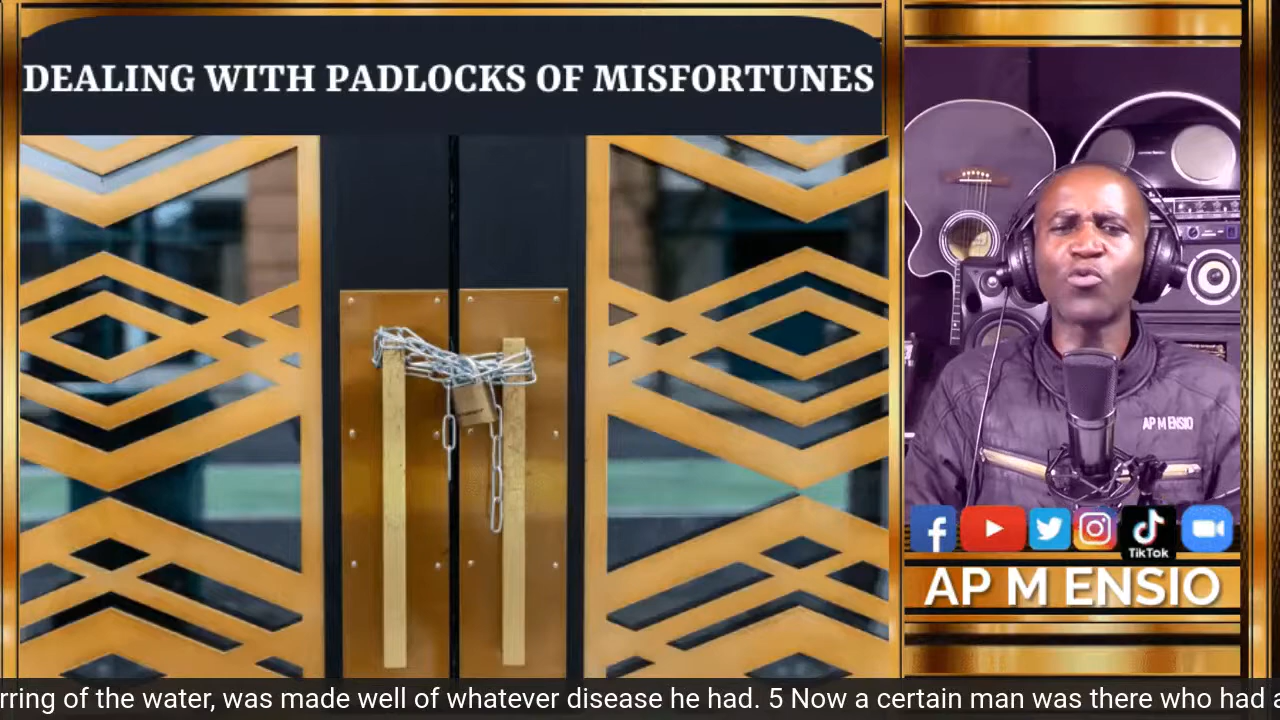 DEALING WITH PADLOCKS OF MISFORTUNES
AP M ENSIO
TikTok
AP M ENSIO
rring of the water, was made well of whatever disease he had. 5 Now a certain man was there who had a